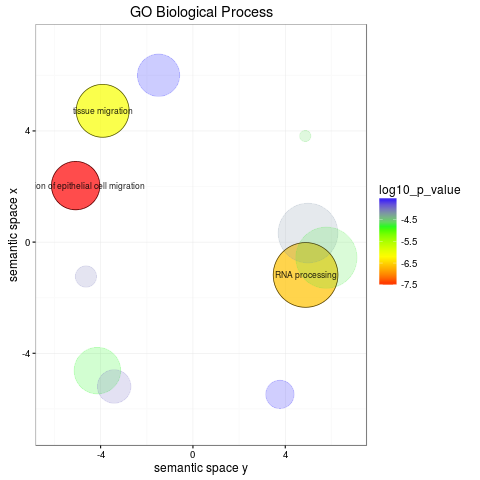 GO Biological Process
tissue migration
on of epithelial cell migration
RNA processing
4
0
-4
-4
0
4
semantic space x
semantic space y
log10_p_value
-4.5
-5.5
-6.5
-7.5